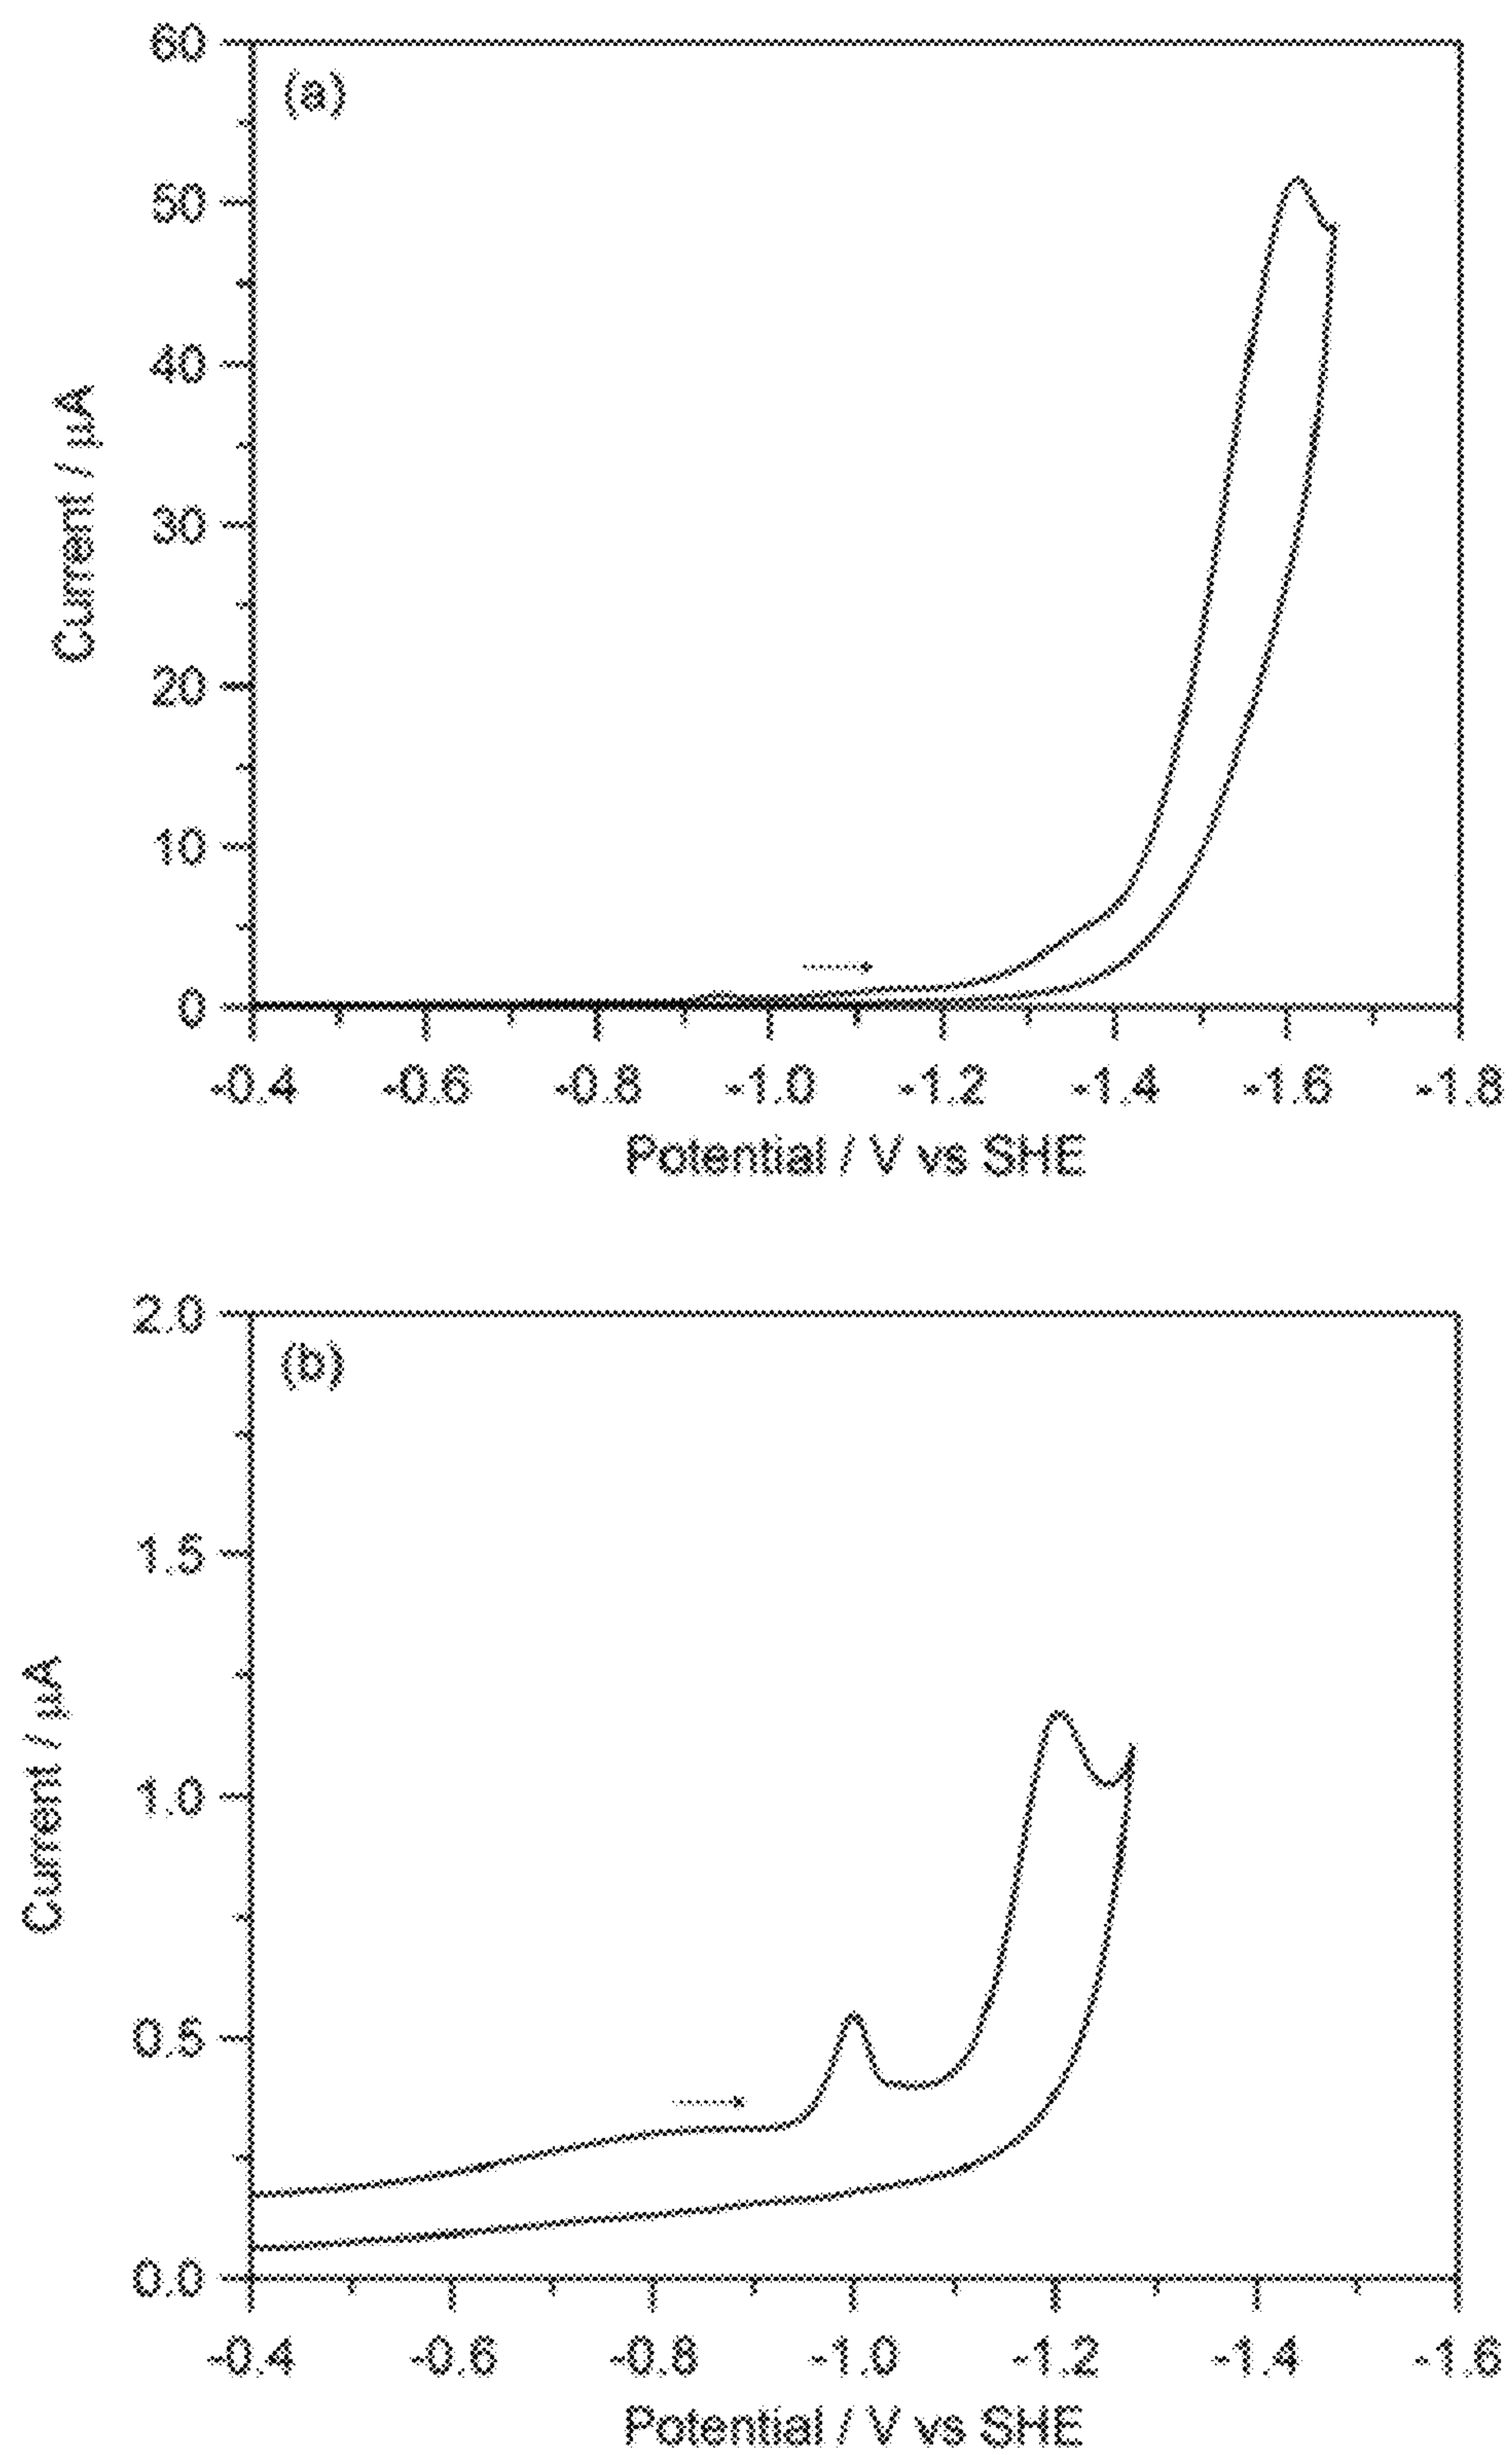 60
(a)
50
40
30
20
10
0
Current / µA
-0.4 -0.6 -0.8 -1.0 -1.2 -1.4 -1.6 -1.8
Potential / V vs SHE
2.0
(b)
1.5
1.0
0.5
0.0
Current / µA
-0.4 -0.6 -0.8 -1.0 -1.2 -1.4 -1.6
Potential / V vs SHE